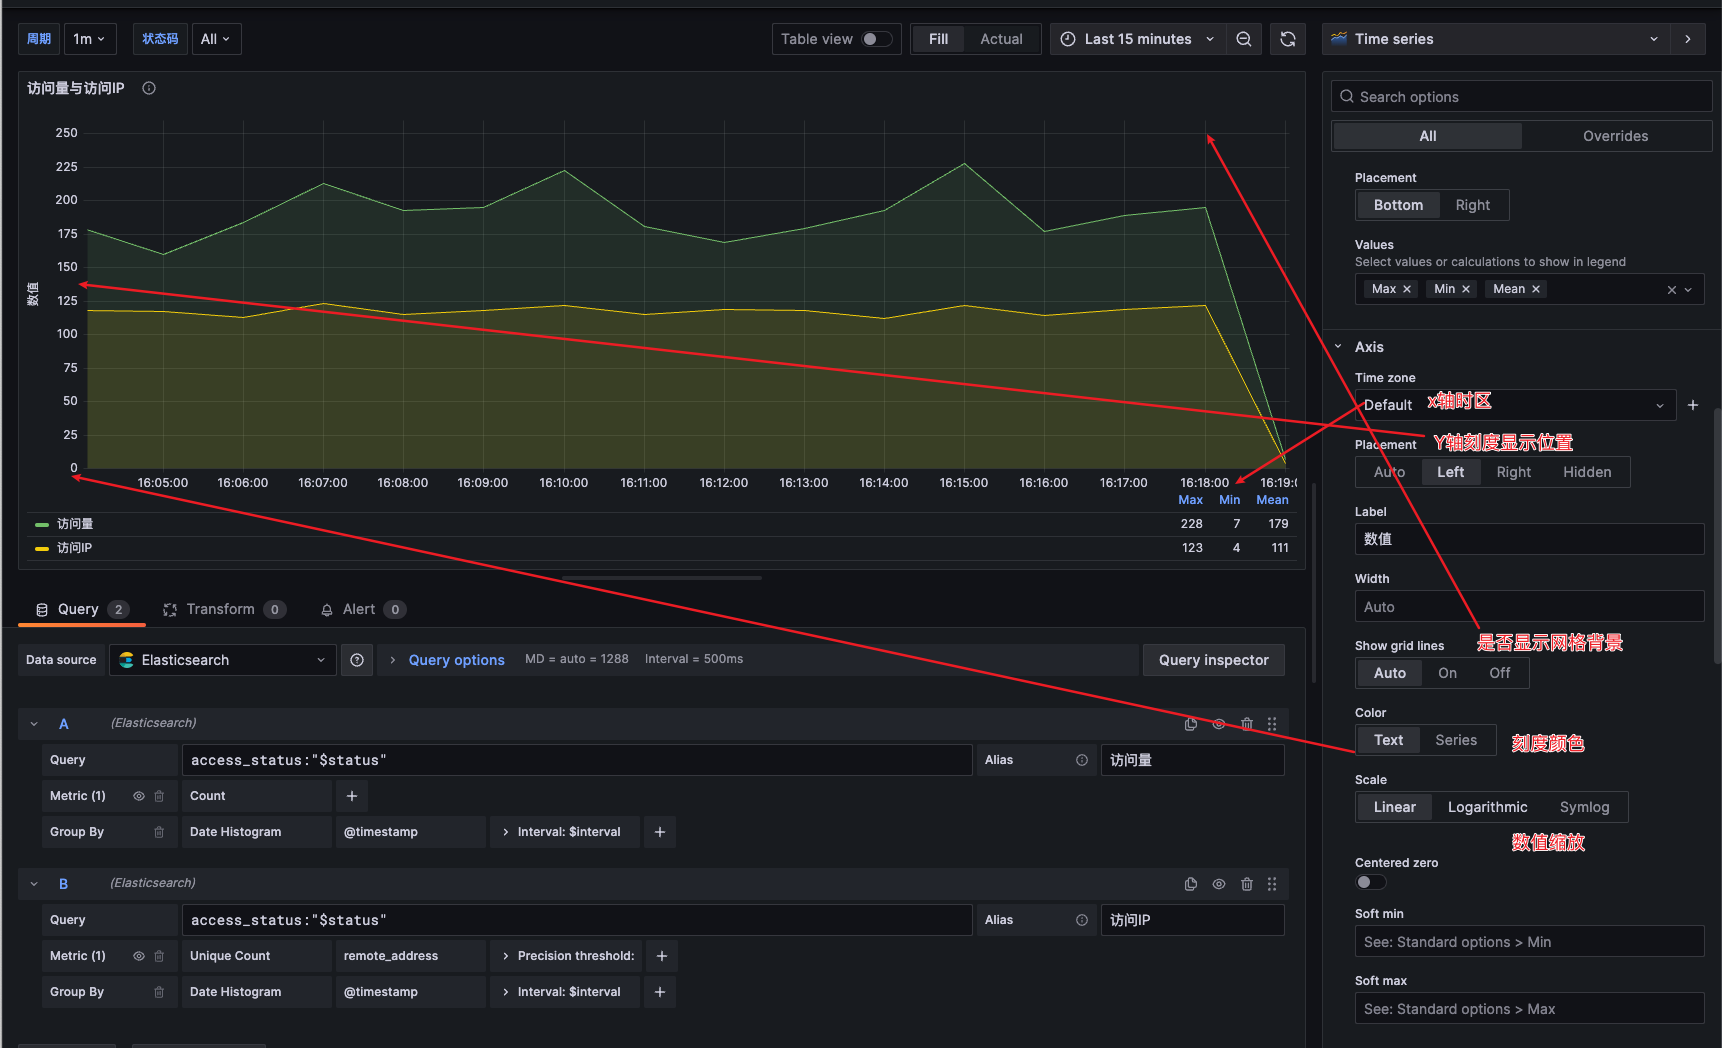 周期 1m 状态码 All Table view Fill Actual Last 15 minutes Time series
访问量与访问IP
250
225
200
175
150
125
100
75
50
25
0
数值
16:05:00 16:06:00 16:07:00 16:08:00 16:09:00 16:10:00 16:11:00 16:12:00 16:13:00 16:14:00 16:15:00 16:16:00 16:17:00 16:18:00 16:19:0
Max Min Mean
访问量 228 7 179
访问IP 123 4 111
Query 2 Transform 0 Alert 0
Data source Elasticsearch Query options MD = auto = 1288 Interval = 500ms Query inspector
A (Elasticsearch)
Query access_status:"$status" Alias 访问量
Metric (1) Count
Group By Date Histogram @timestamp Interval: $interval
B (Elasticsearch)
Query access_status:"$status" Alias 访问IP
Metric (1) Unique Count remote_address Precision threshold:
Group By Date Histogram @timestamp Interval: $interval
Search options
All Overrides
Placement
Bottom Right
Values
Select values or calculations to show in legend
Max Min Mean
Axis
Time zone
Default x轴时区
Placement Y轴刻度显示位置
Auto Left Right Hidden
Label
数值
Width
Auto
Show grid lines 是否显示网格背景
Auto On Off
Color
Text Series 刻度颜色
Scale
Linear Logarithmic Symlog
数值缩放
Centered zero
Soft min
See: Standard options > Min
Soft max
See: Standard options > Max